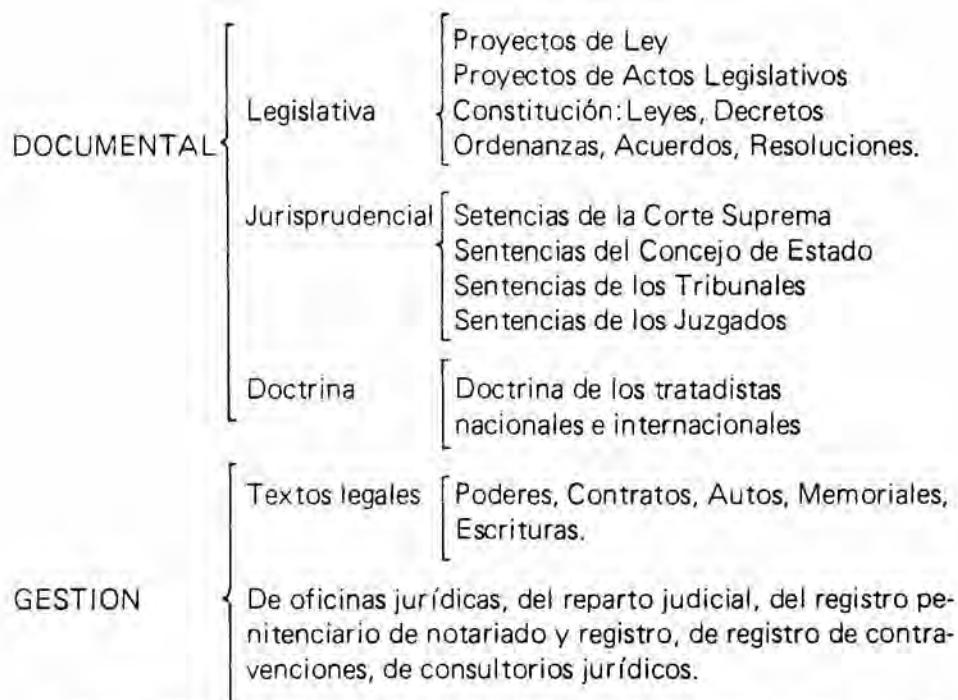 Proyectos de Ley
Proyectos de Actos Legislativos
Legislativa
Constitución: Leyes, Decretos
DOCUMENTAL
Ordenanzas, Acuerdos, Resoluciones.
Jurisprudencial
Setencias de la Corte Suprema
Sentencias del Concejo de Estado
Sentencias de los Tribunales
Sentencias de los Juzgados
Doctrina
Doctrina de los tratadistas
nacionales e internacionales
Textos legales
Poderes, Contratos, Autos, Memoriales,
Escrituras.
GESTION
De oficinas jurídicas, del reparto judicial, del registro pe-
nitenciario de notariado y registro, de registro de contra-
venciones, de consultorios jurídicos.